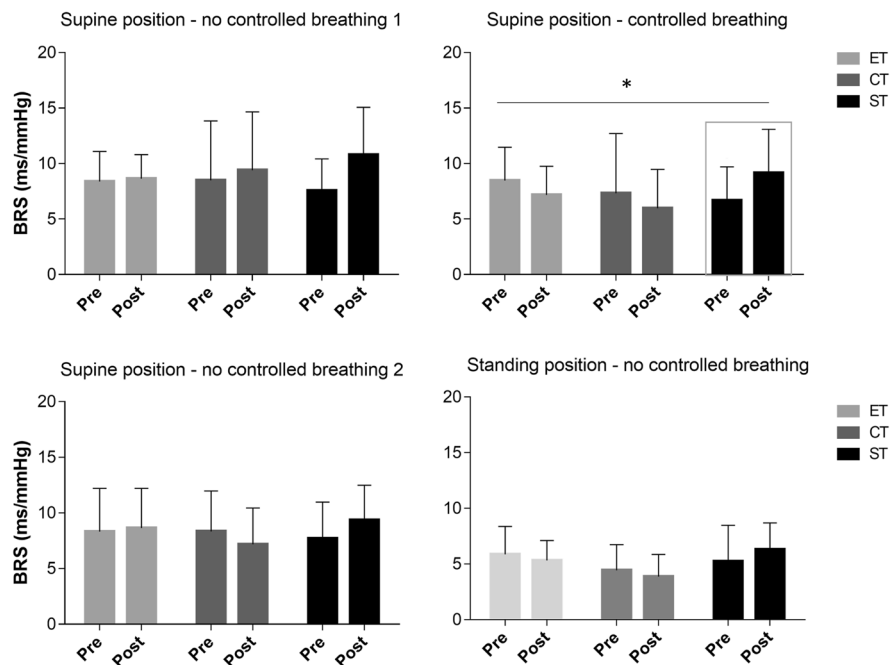 Supine position - no controlled breathing 1
BRS (ms/mmHg)
20
15
10
5
0
Pre
Post
Pre
Post
Pre
Post
Supine position - controlled breathing
20
15
10
5
0
*
Pre
Post
Pre
Post
Pre
Post
ET
CT
ST
Supine position - no controlled breathing 2
BRS (ms/mmHg)
20
15
10
5
0
Pre
Post
Pre
Post
Pre
Post
Standing position - no controlled breathing
20
15
10
5
0
Pre
Post
Pre
Post
Pre
Post
ET
CT
ST